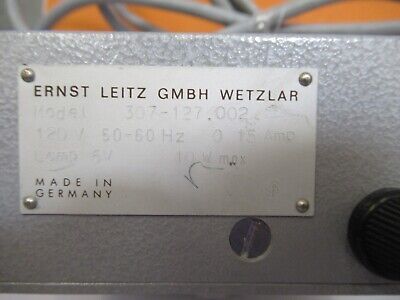 ERNST LEITZ GMBH WETZLAR
Model 307-127.002
120 V 50-60 Hz 0 15 Amp
Lamp 6V 10 W max
MADE IN
GERMANY